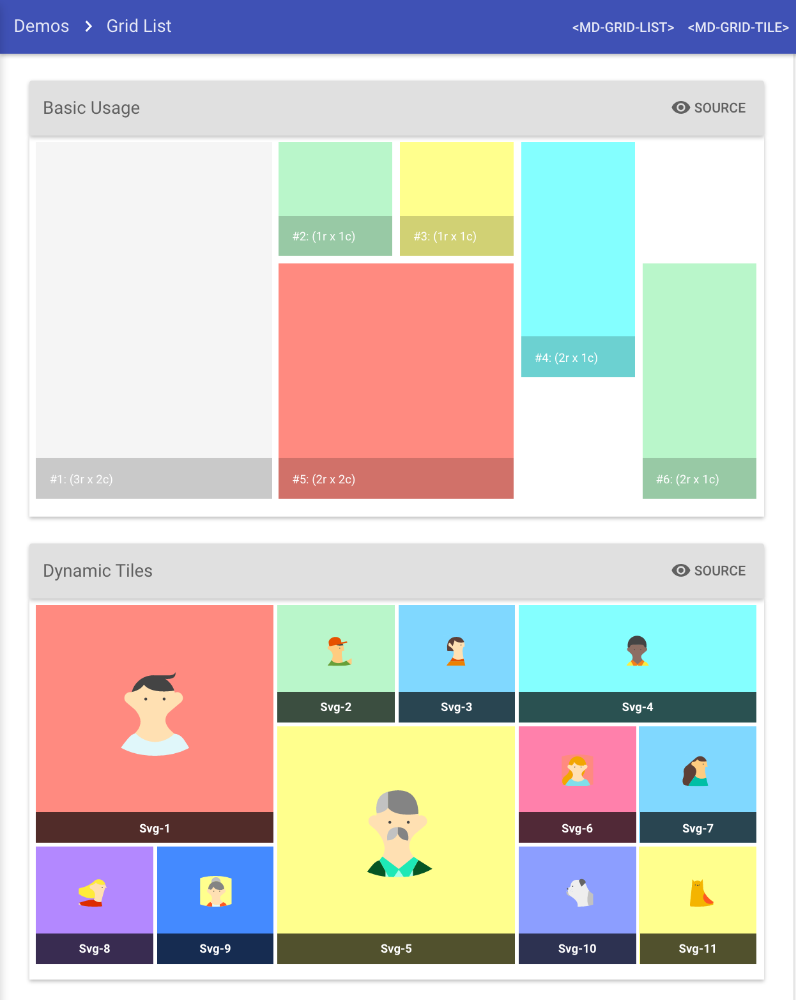 Demos > Grid List
<MD-GRID-LIST> <MD-GRID-TILE>
Basic Usage
SOURCE
#2: (1r x 1c)
#3: (1r x 1c)
#4: (2r x 1c)
#1: (3r x 2c)
#5: (2r x 2c)
#6: (2r x 1c)
Dynamic Tiles
SOURCE
Svg-2
Svg-3
Svg-4
Svg-1
Svg-6
Svg-7
Svg-8
Svg-9
Svg-5
Svg-10
Svg-11